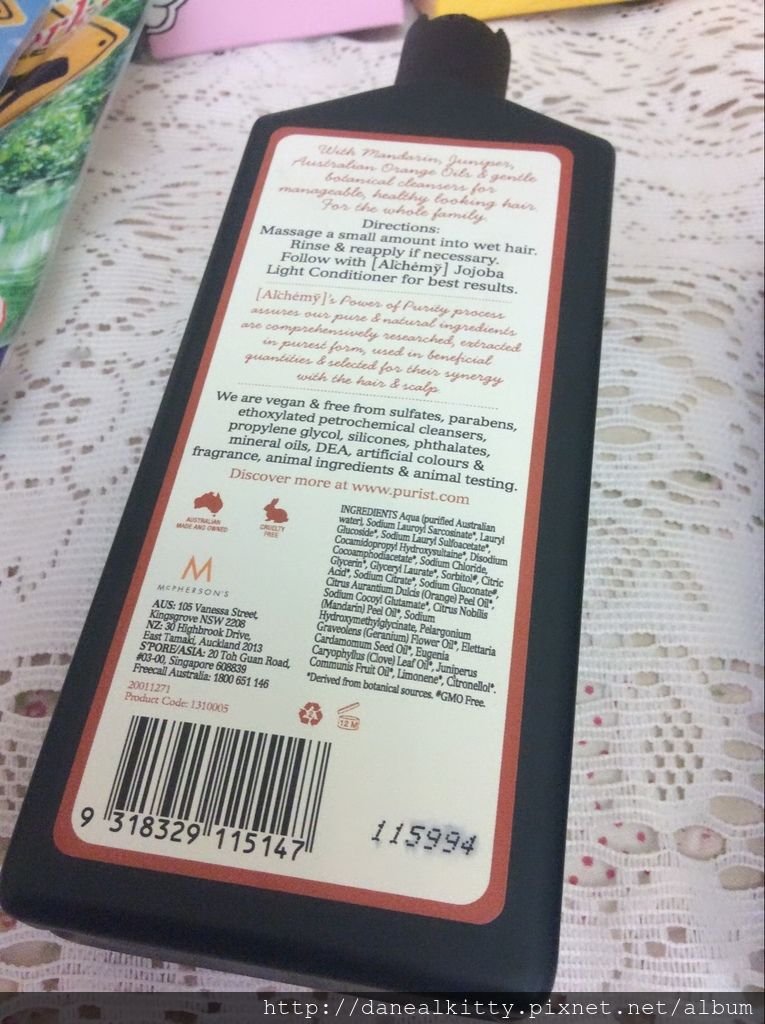 With Mandarin, Juniper,
Australian Orange Oils & gentle
botanical cleansers for
manageable, healthy looking hair.
For the whole family.
Directions:
Massage a small amount into wet hair.
Rinse & reapply if necessary.
Follow with [Al̄chémȳ] Jojoba
Light Conditioner for best results.
[Al̄chémȳ]'s Power of Purity process
assures our pure & natural ingredients
are comprehensively researched, extracted
in purest form, used in beneficial
quantities & selected for their synergy
with the hair & scalp
We are vegan & free from sulfates, parabens,
ethoxylated petrochemical cleansers,
propylene glycol, silicones, phthalates,
mineral oils, DEA, artificial colours &
fragrance, animal ingredients & animal testing.
Discover more at www.purist.com
AUSTRALIAN
MADE AND OWNED
CRUELTY
FREE
McPHERSON'S
AUS: 105 Vanessa Street,
Kingsgrove NSW 2208
NZ: 30 Highbrook Drive,
East Tamaki, Auckland 2013
S'PORE/ASIA: 20 Toh Guan Road,
#03-00, Singapore 608839
Freecall Australia: 1800 651 146
20011271
Product Code: 1310005
INGREDIENTS Aqua (purified Australian
water), Sodium Lauroyl Sarcosinate*, Lauryl
Glucoside*, Sodium Lauryl Sulfoacetate*,
Cocamidopropyl Hydroxysultaine*, Disodium
Cocoamphodiacetate*, Sodium Chloride,
Glycerin*, Glyceryl Laurate*, Sorbitol*, Citric
Acid*, Sodium Citrate*, Sodium Gluconate#,
Citrus Aurantium Dulcis (Orange) Peel Oil*,
Sodium Cocoyl Glutamate*, Citrus Nobilis
(Mandarin) Peel Oil*, Sodium
Hydroxymethylglycinate, Pelargonium
Graveolens (Geranium) Flower Oil*, Elettaria
Cardamomum Seed Oil*, Eugenia
Caryophyllus (Clove) Leaf Oil*, Juniperus
Communis Fruit Oil*, Limonene*, Citronellol*.
*Derived from botanical sources. #GMO Free.
12 M
9 318329 115147
115994
http://danealkitty.pixnet.net/album